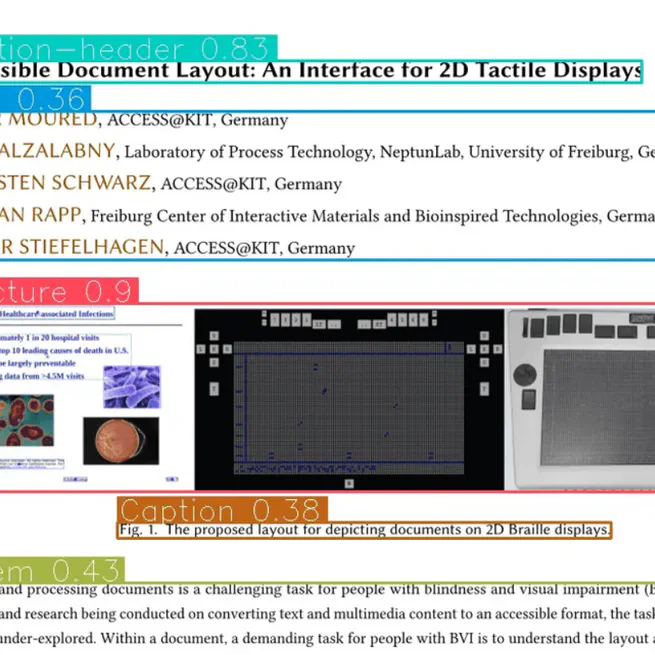 tion-header 0.83
sible Document Layout: An Interface for 2D Tactile Displays
0.36
MOURED, ACCESS@KIT, Germany
ALZALABNY, Laboratory of Process Technology, NeptunLab, University of Freiburg, Ge
STEN SCHWARZ, ACCESS@KIT, Germany
AN RAPP, Freiburg Center of Interactive Materials and Bioinspired Technologies, Germa
R STIEFELHAGEN, ACCESS@KIT, Germany
cture 0.9
Healthcare-associated Infections
mately 1 in 20 hospital visits
top 10 leading causes of death in U.S.
be largely preventable
g data from >4.5M visits
Caption 0.38
Fig. 1. The proposed layout for depicting documents on 2D Braille displays.
em 0.43
and processing documents is a challenging task for people with blindness and visual impairment (B
and research being conducted on converting text and multimedia content to an accessible format, the task
under-explored. Within a document, a demanding task for people with BVI is to understand the layout a